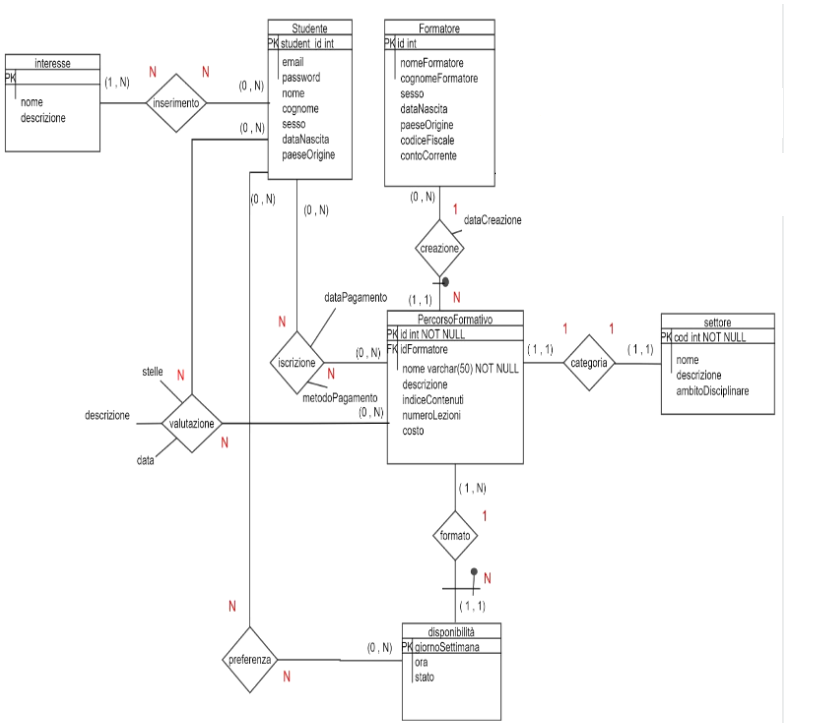 interesse
PK
nome
descrizione
(1, N)
N
N
inserimento
(0, N)
Studente
PK student_id int
email
password
nome
cognome
sesso
dataNascita
paeseOrigine
(0 , N)
(0 , N)
(0 , N)
Formatore
PK id int
nomeFormatore
cognomeFormatore
sesso
dataNascita
paeseOrigine
codiceFiscale
contoCorrente
(0 , N)
1
dataCreazione
creazione
(1, 1)
N
dataPagamento
N
iscrizione
(0 , N)
N
metodoPagamento
PercorsoFormativo
PK id int NOT NULL
FK idFormatore
nome varchar(50) NOT NULL
descrizione
indiceContenuti
numeroLezioni
costo
(1 , 1)
1
1
categoria
(1 , 1)
settore
PK cod int NOT NULL
nome
descrizione
ambitoDisciplinare
stelle
N
descrizione
valutazione
data
N
(0 , N)
(1 , N)
1
formato
N
(1 , 1)
N
preferenza
N
(0 , N)
disponibilità
PK giornoSettimana
ora
stato